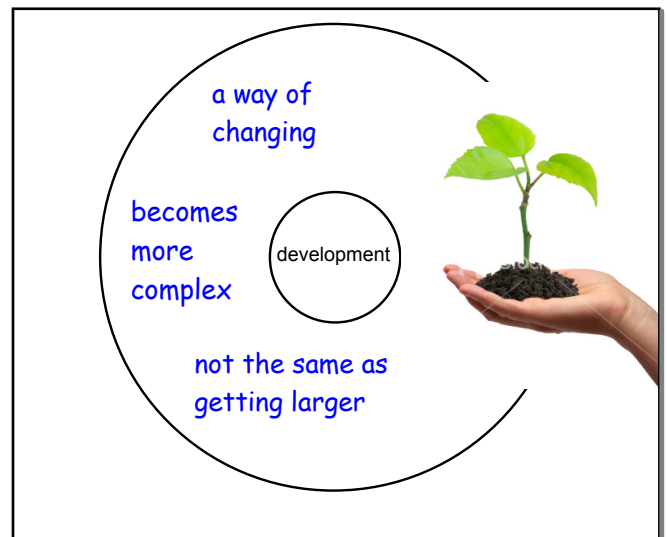 a way of
changing
becomes
more
complex
development
not the same as
getting larger